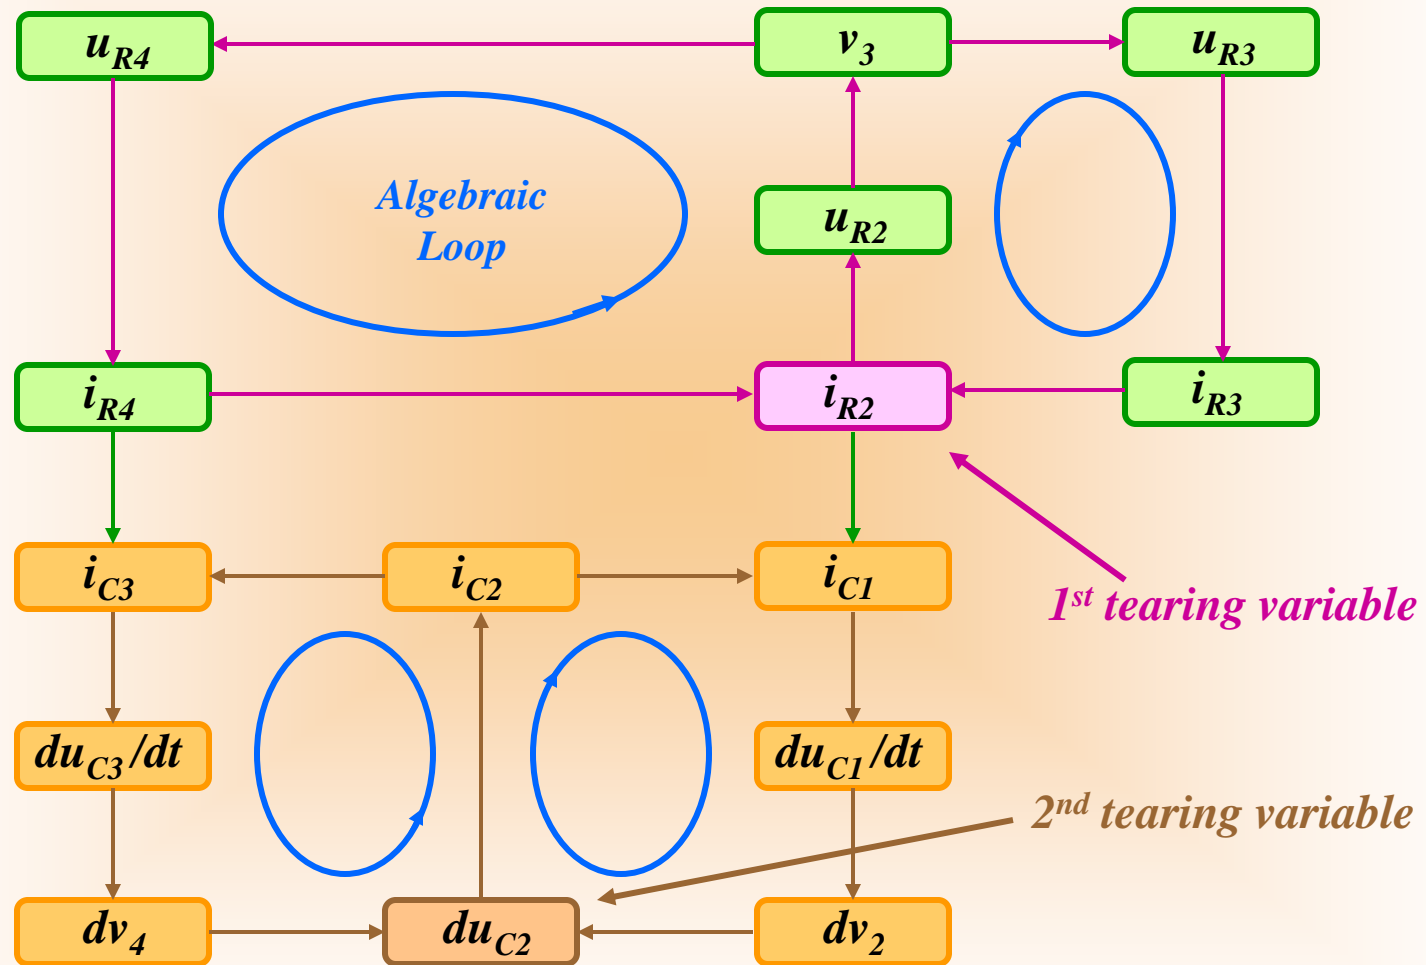 u_R4 v_3 u_R3
Algebraic
Loop
u_R2
i_R4 i_R2 i_R3
i_C3 i_C2 i_C1
1st tearing variable
du_C3/dt du_C1/dt
2nd tearing variable
dv_4 du_C2 dv_2